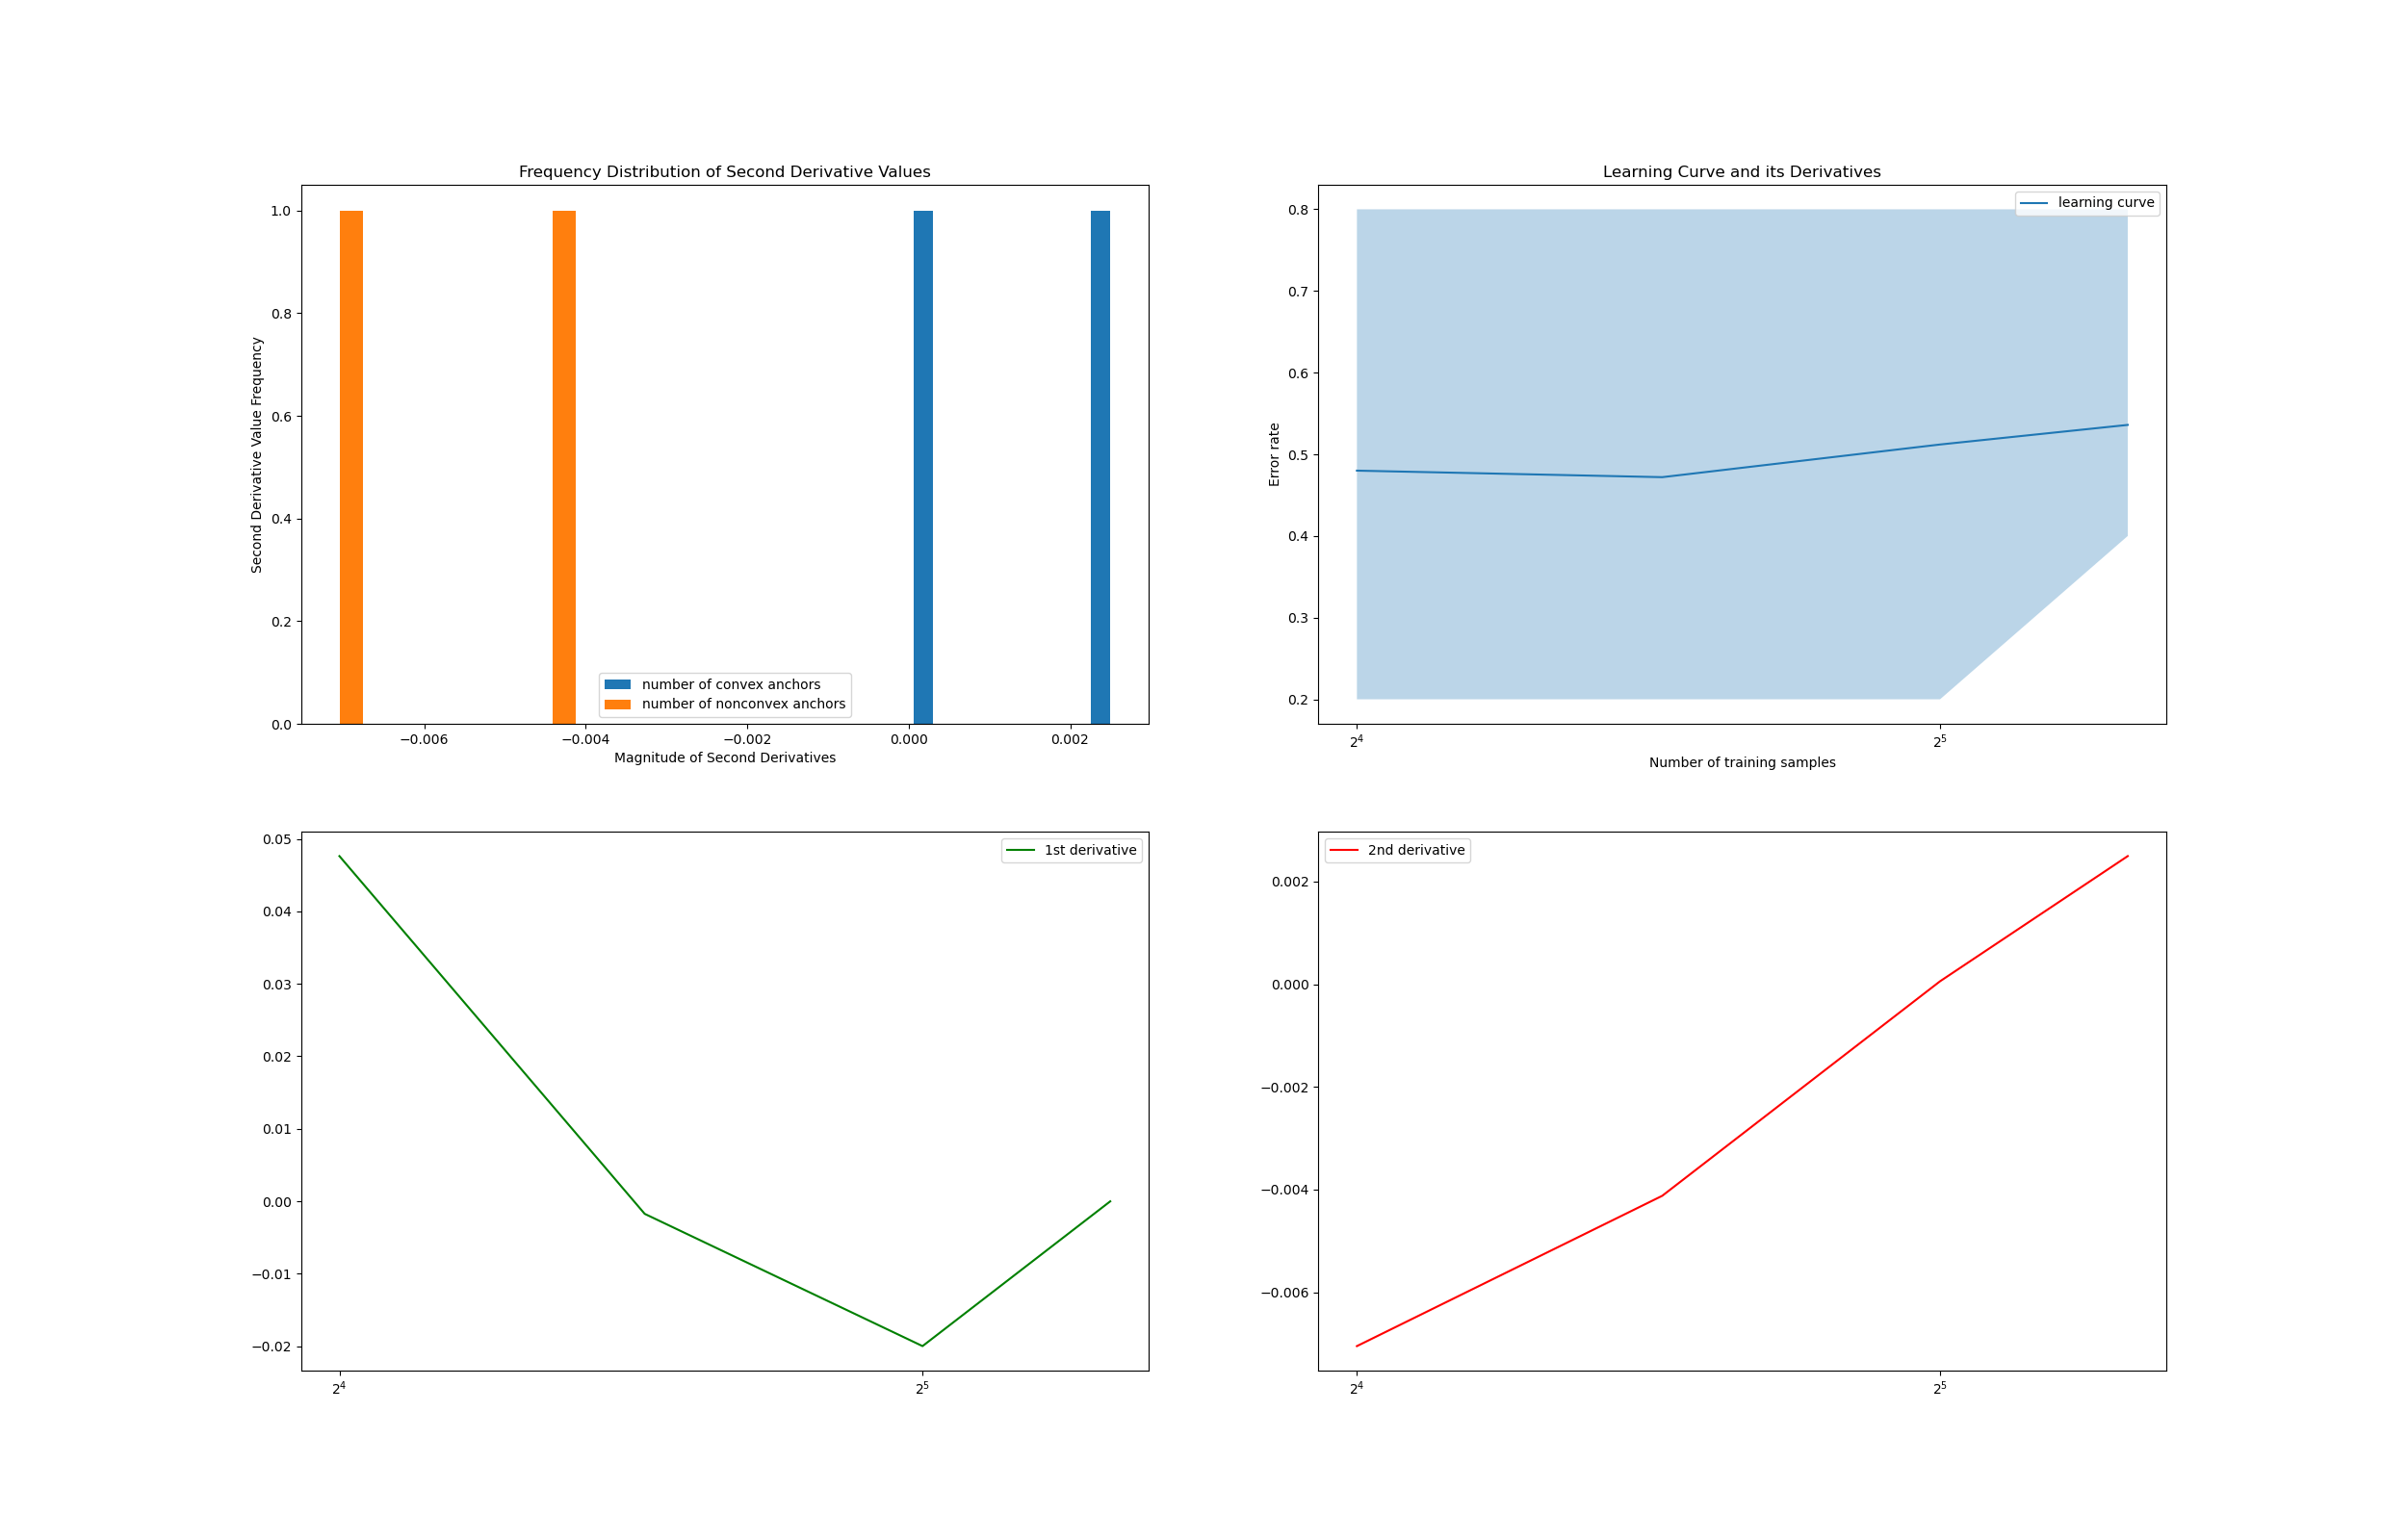 Frequency Distribution of Second Derivative Values
1.0
0.8
0.6
0.4
0.2
0.0
Second Derivative Value Frequency
number of convex anchors
number of nonconvex anchors
−0.006 −0.004 −0.002 0.000 0.002
Magnitude of Second Derivatives
Learning Curve and its Derivatives
learning curve
0.8
0.7
0.6
0.5
0.4
0.3
0.2
Error rate
2⁴ 2⁵
Number of training samples
1st derivative
0.05
0.04
0.03
0.02
0.01
0.00
−0.01
−0.02
2⁴ 2⁵
2nd derivative
0.002
0.000
−0.002
−0.004
−0.006
2⁴ 2⁵